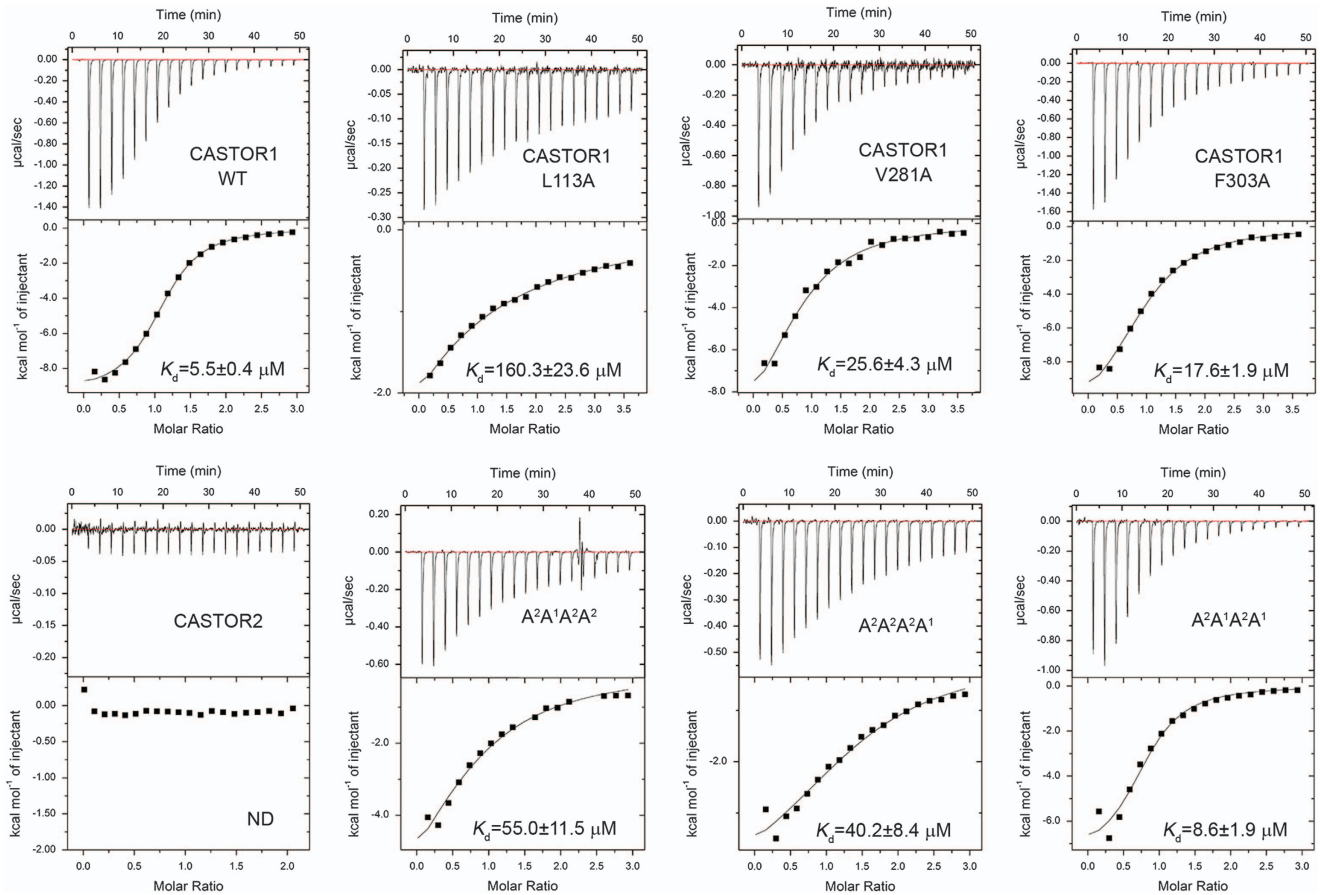 Time (min)
0 10 20 30 40 50
0.00
-0.20
-0.40
-0.60
-0.80
-1.00
-1.20
-1.40
µcal/sec
CASTOR1
WT
0.0
-2.0
-4.0
-6.0
-8.0
kcal mol⁻¹ of injectant
Kd=5.5±0.4 µM
0.0 0.5 1.0 1.5 2.0 2.5 3.0
Molar Ratio
Time (min)
0 10 20 30 40 50
0.00
-0.05
-0.10
-0.15
-0.20
-0.25
-0.30
µcal/sec
CASTOR1
L113A
0.0
-2.0
kcal mol⁻¹ of injectant
Kd=160.3±23.6 µM
0.0 0.5 1.0 1.5 2.0 2.5 3.0 3.5
Molar Ratio
Time (min)
0 10 20 30 40 50
0.00
-0.20
-0.40
-0.60
-0.80
-1.00
µcal/sec
CASTOR1
V281A
0.0
-2.0
-4.0
-6.0
-8.0
kcal mol⁻¹ of injectant
Kd=25.6±4.3 µM
0.0 0.5 1.0 1.5 2.0 2.5 3.0 3.5
Molar Ratio
Time (min)
0 10 20 30 40 50
0.00
-0.20
-0.40
-0.60
-0.80
-1.00
-1.20
-1.40
-1.60
µcal/sec
CASTOR1
F303A
0.0
-2.0
-4.0
-6.0
-8.0
kcal mol⁻¹ of injectant
Kd=17.6±1.9 µM
0.0 0.5 1.0 1.5 2.0 2.5 3.0 3.5
Molar Ratio
Time (min)
0 10 20 30 40 50
0.00
-0.05
-0.10
-0.15
-0.20
µcal/sec
CASTOR2
0.00
-0.50
-1.00
-1.50
-2.00
kcal mol⁻¹ of injectant
ND
0.0 0.5 1.0 1.5 2.0
Molar Ratio
Time (min)
0 10 20 30 40 50
0.20
0.00
-0.20
-0.40
-0.60
µcal/sec
A²A¹A²A²
-2.0
-4.0
kcal mol⁻¹ of injectant
Kd=55.0±11.5 µM
0.0 0.5 1.0 1.5 2.0 2.5 3.0
Molar Ratio
Time (min)
0 10 20 30 40 50
0.00
-0.10
-0.20
-0.30
-0.40
-0.50
µcal/sec
A²A²A²A¹
-2.0
kcal mol⁻¹ of injectant
Kd=40.2±8.4 µM
0.0 0.5 1.0 1.5 2.0 2.5 3.0
Molar Ratio
Time (min)
0 10 20 30 40 50
0.00
-0.20
-0.40
-0.60
-0.80
-1.00
µcal/sec
A²A¹A²A¹
0.0
-2.0
-4.0
-6.0
kcal mol⁻¹ of injectant
Kd=8.6±1.9 µM
0.0 0.5 1.0 1.5 2.0 2.5 3.0
Molar Ratio